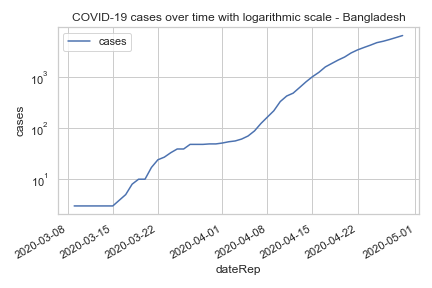 COVID-19 cases over time with logarithmic scale - Bangladesh
cases
10³
10²
10¹
cases
2020-03-08
2020-03-15
2020-03-22
2020-04-01
2020-04-08
2020-04-15
2020-04-22
2020-05-01
dateRep